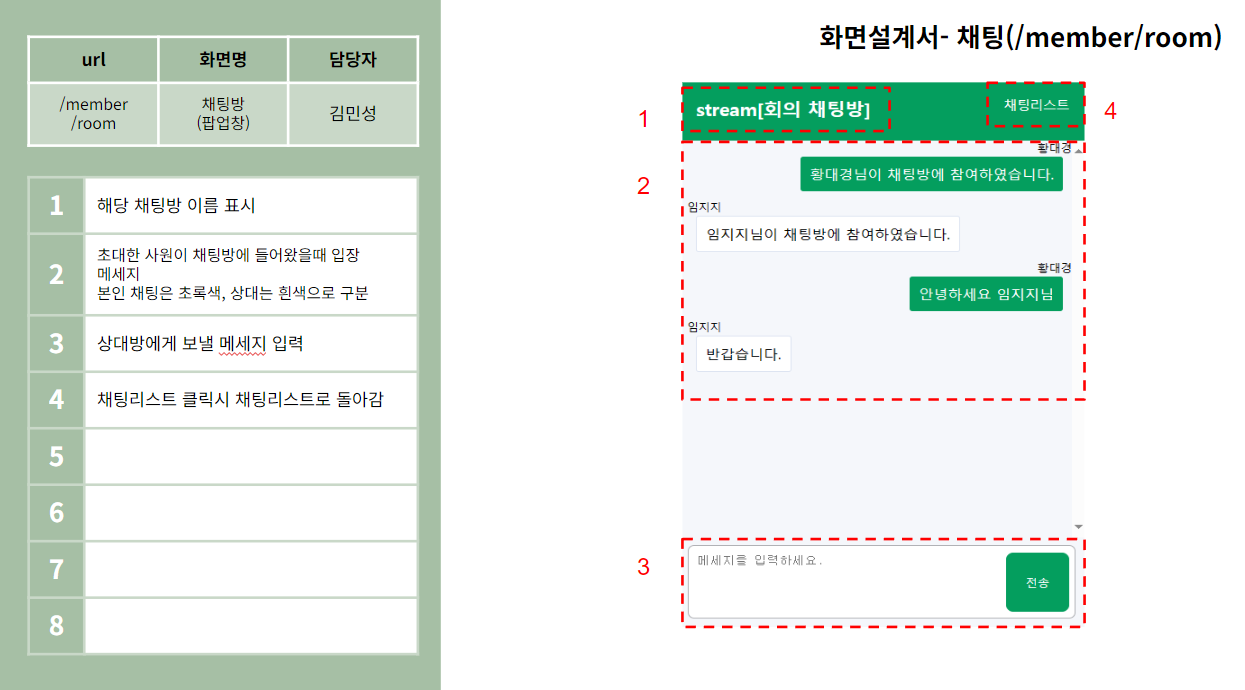 화면설계서- 채팅(/member/room)
url 화면명 담당자
/member
/room
채팅방
(팝업창)
김민성
1 해당 채팅방 이름 표시
2 초대한 사원이 채팅방에 들어왔을때 입장
메세지
본인 채팅은 초록색, 상대는 흰색으로 구분
3 상대방에게 보낼 메세지 입력
4 채팅리스트 클릭시 채팅리스트로 돌아감
5
6
7
8
1
stream[회의 채팅방]
채팅리스트
4
2
황대경
황대경님이 채팅방에 참여하였습니다.
임지지
임지지님이 채팅방에 참여하였습니다.
황대경
안녕하세요 임지지님
임지지
반갑습니다.
3
메세지를 입력하세요.
전송